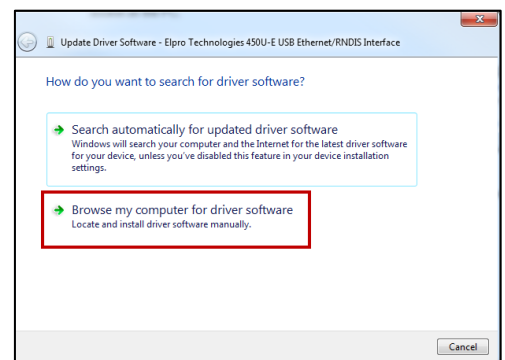 Update Driver Software - Elpro Technologies 450U-E USB Ethernet/RNDIS Interface
How do you want to search for driver software?
Search automatically for updated driver software
Windows will search your computer and the Internet for the latest driver software
for your device, unless you've disabled this feature in your device installation
settings.
Browse my computer for driver software
Locate and install driver software manually.
Cancel